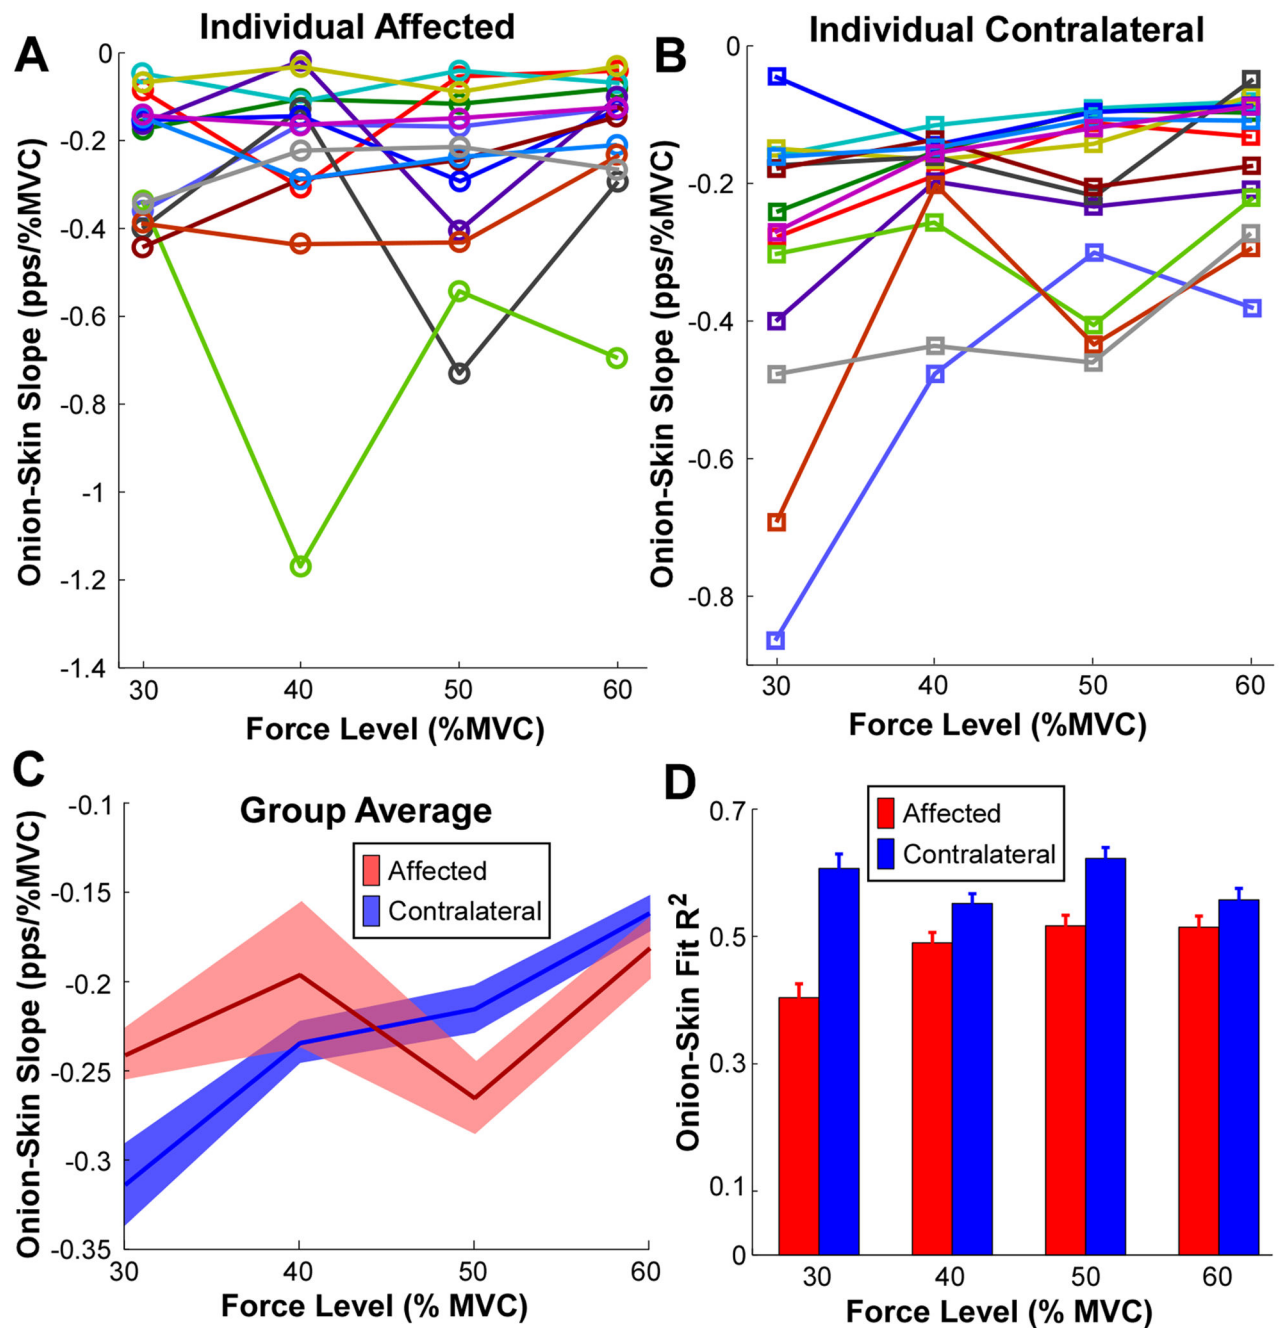 A
Individual Affected
Onion-Skin Slope (pps/%MVC)
0
-0.2
-0.4
-0.6
-0.8
-1
-1.2
-1.4
30
40
50
60
Force Level (%MVC)
B
Individual Contralateral
Onion-Skin Slope (pps/%MVC)
0
-0.2
-0.4
-0.6
-0.8
30
40
50
60
Force Level (%MVC)
C
Group Average
Affected
Contralateral
Onion-Skin Slope (pps/%MVC)
-0.1
-0.15
-0.2
-0.25
-0.3
-0.35
30
40
50
60
Force Level (% MVC)
D
Affected
Contralateral
Onion-Skin Fit R²
0.7
0.5
0.3
0.1
0
30
40
50
60
Force Level (% MVC)